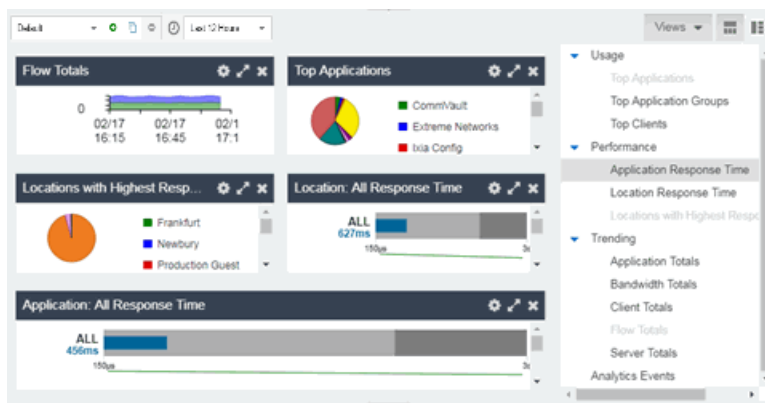 Default
Last 12 Hours
Views
Flow Totals
0
02/17 02/17 02/1
16:15 16:45 17:1
Top Applications
CommVault
Extreme Networks
Ixia Config
Locations with Highest Resp...
Frankfurt
Newbury
Production Guest
Location: All Response Time
ALL
627ms
150µs
Application: All Response Time
ALL
456ms
150µs
Usage
Top Applications
Top Application Groups
Top Clients
Performance
Application Response Time
Location Response Time
Locations with Highest Respo
Trending
Application Totals
Bandwidth Totals
Client Totals
Flow Totals
Server Totals
Analytics Events